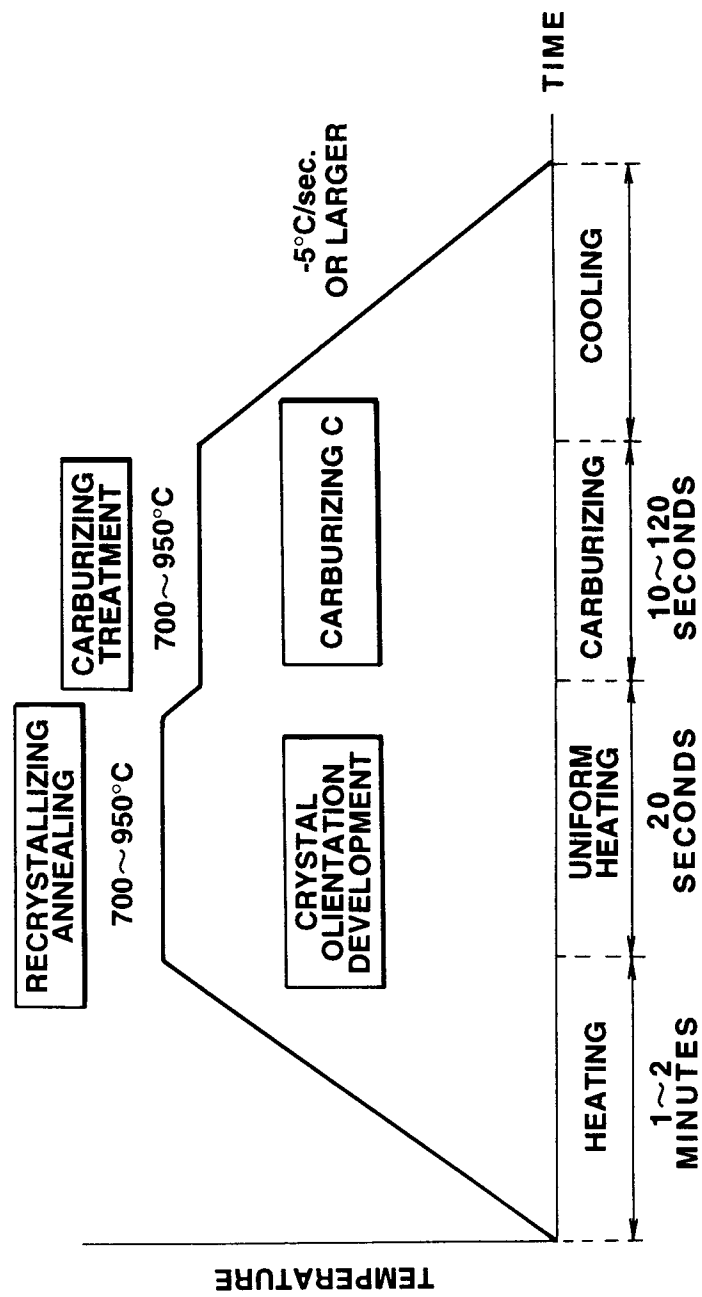 RECRYSTALLIZING
ANNEALING
700~950°C
CARBURIZING
TREATMENT
700~950°C
-5°C/sec.
OR LARGER
CRYSTAL
OLIENTATION
DEVELOPMENT
CARBURIZING C
TEMPERATURE
TIME
HEATING
UNIFORM
HEATING
CARBURIZING
COOLING
1~2
MINUTES
20
SECONDS
10~120
SECONDS